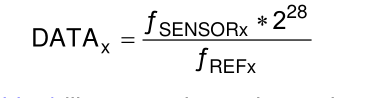 DATAx = fSENSORx * 2^28 / fREFx